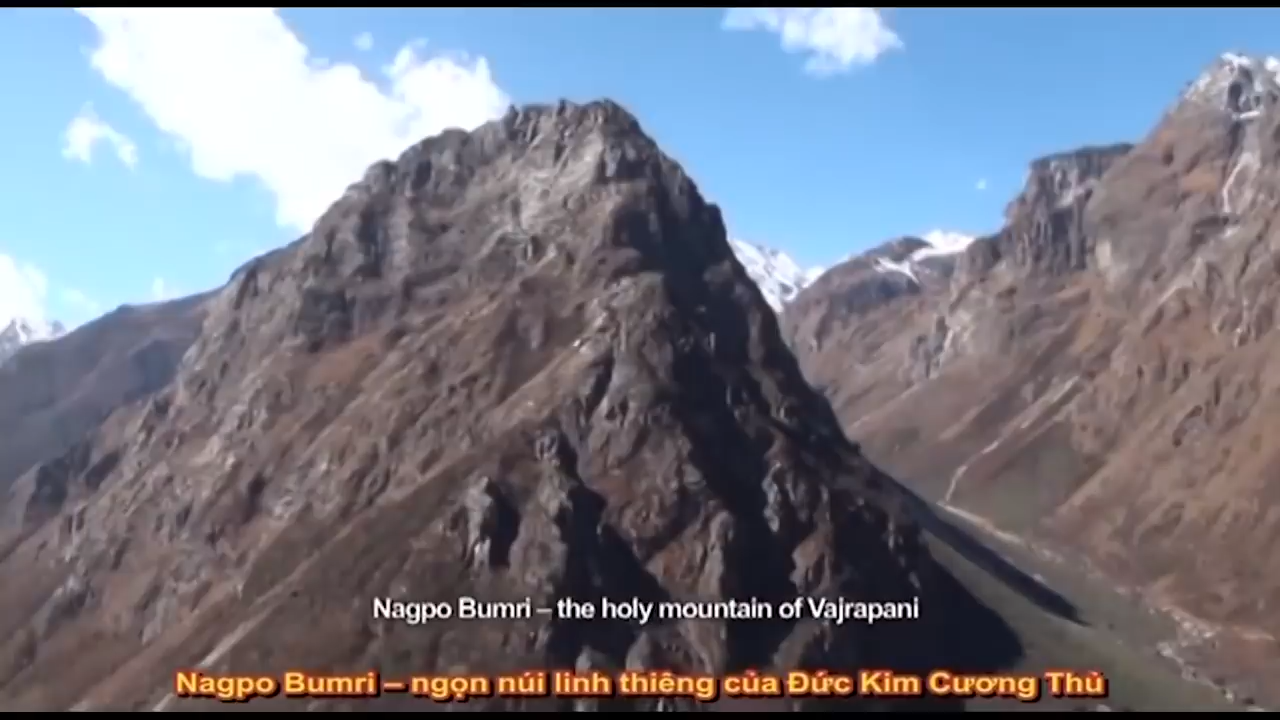 Nagpo Bumri – the holy mountain of Vajrapani
Nagpo Bumri – ngọn núi linh thiêng của Đức Kim Cương Thủ